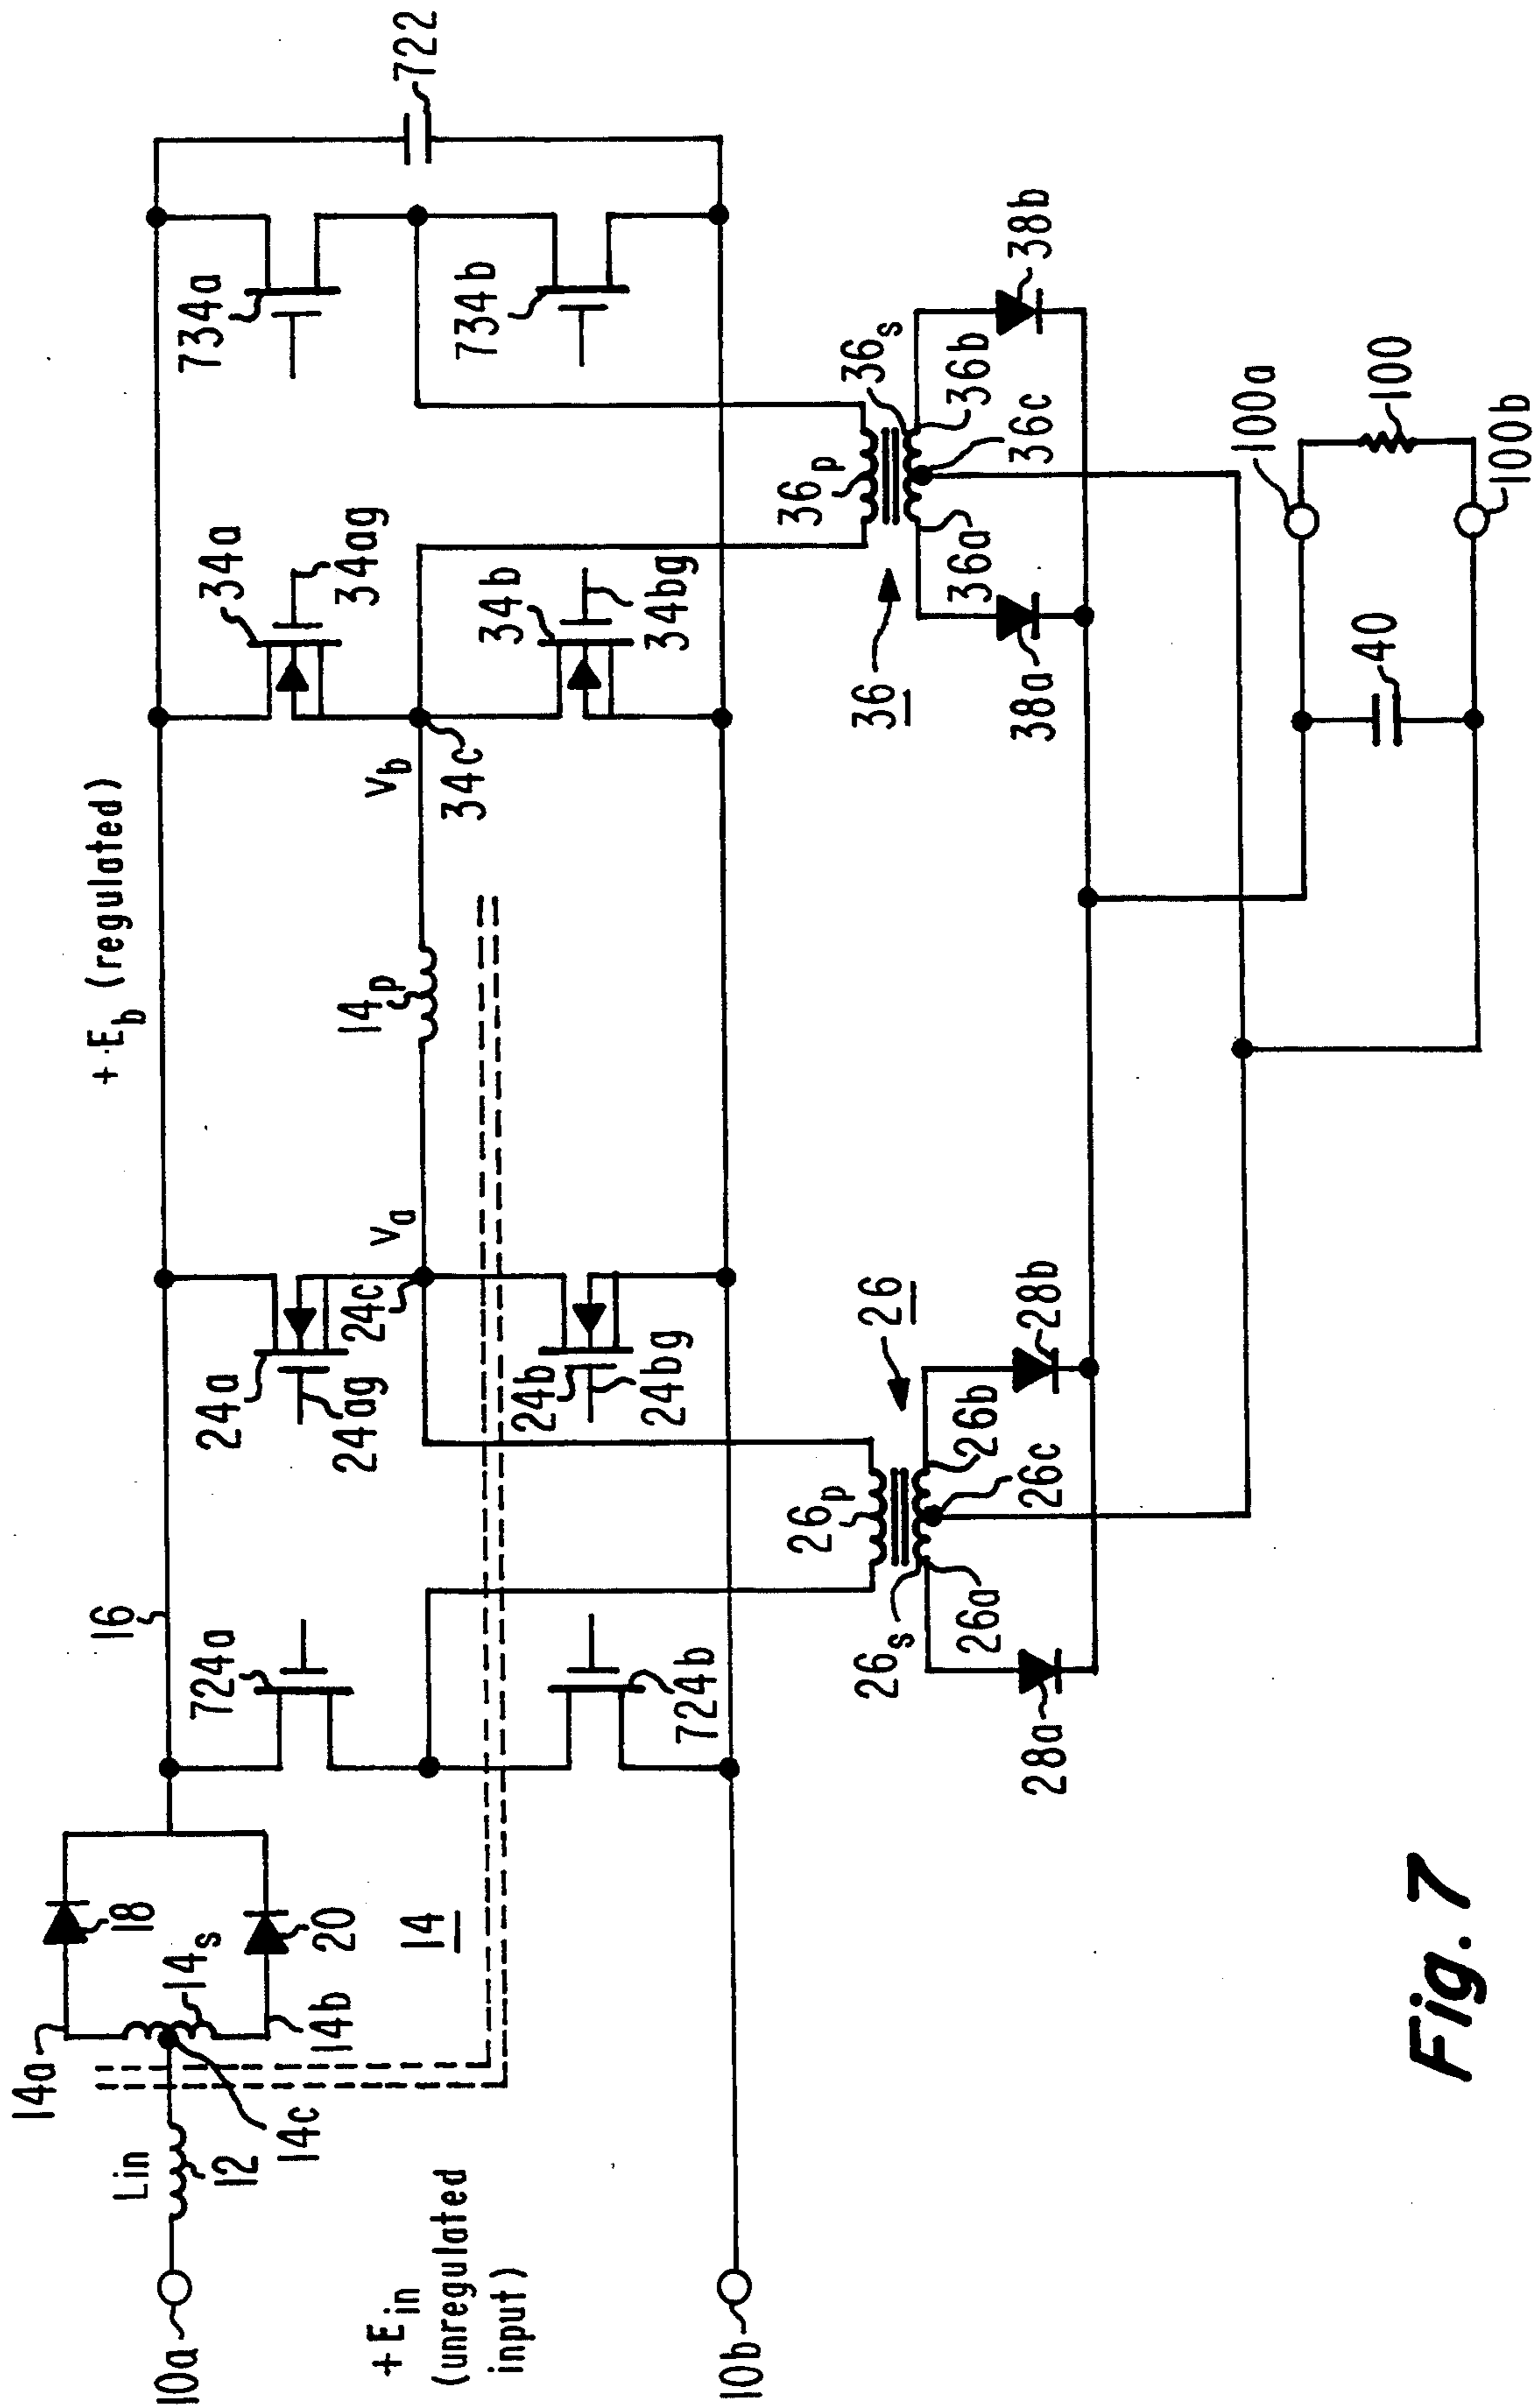 + E_b (regulated)
722
734a
734b
34a
34ag
34b
34bg
V_b
34c
14_p
V_a
24c
24a
24ag
24b
24bg
16
724a
724b
18
20
14
14_s
14a
14b
14c
Lin
12
10a
+ E_in
(unregulated
input)
10b
36_p
36_s
36b
36c
36a
36
38b
38a
26
26_p
26_s
26a
26b
26c
28b
28a
100a
100
100b
40
Fig. 7